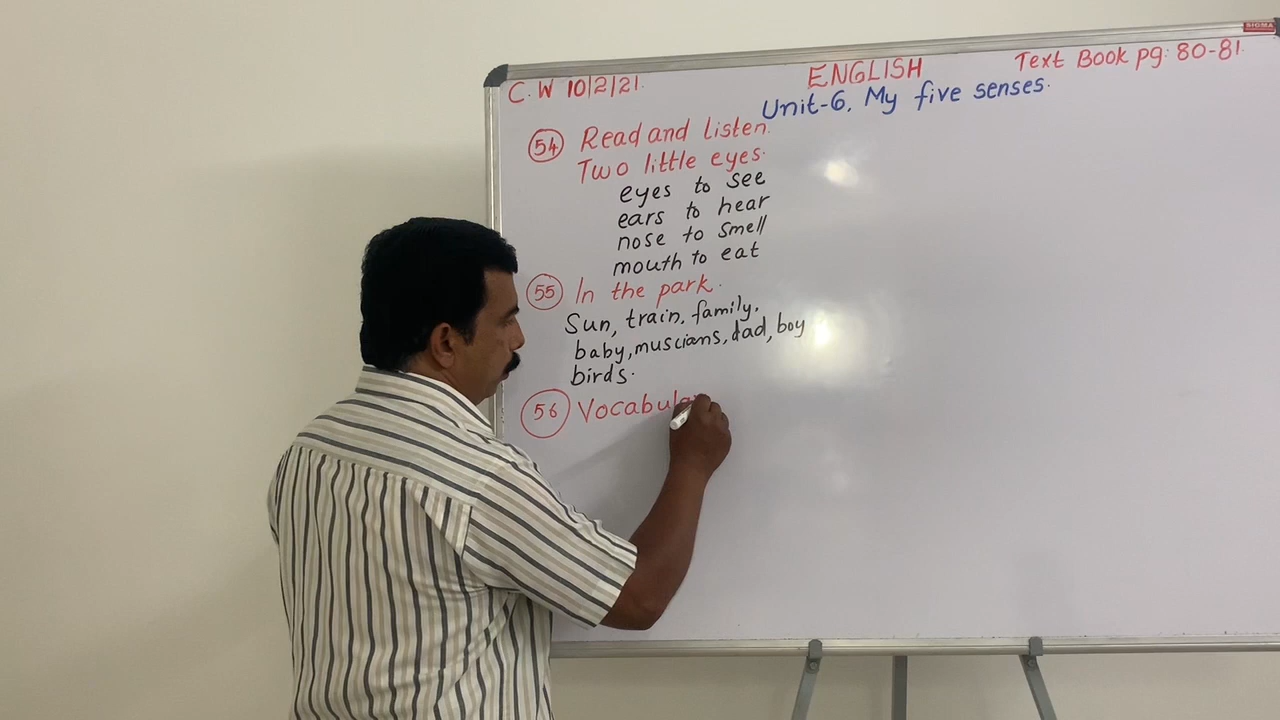 SIGMA
C.W 10/2/21.
ENGLISH
Text Book pg: 80-81.
Unit-6. My five senses.
54 Read and listen.
Two little eyes.
eyes to see
ears to hear
nose to smell
mouth to eat
55 In the park.
Sun, train, family,
baby, muscians, dad, boy
birds.
56 Vocabula